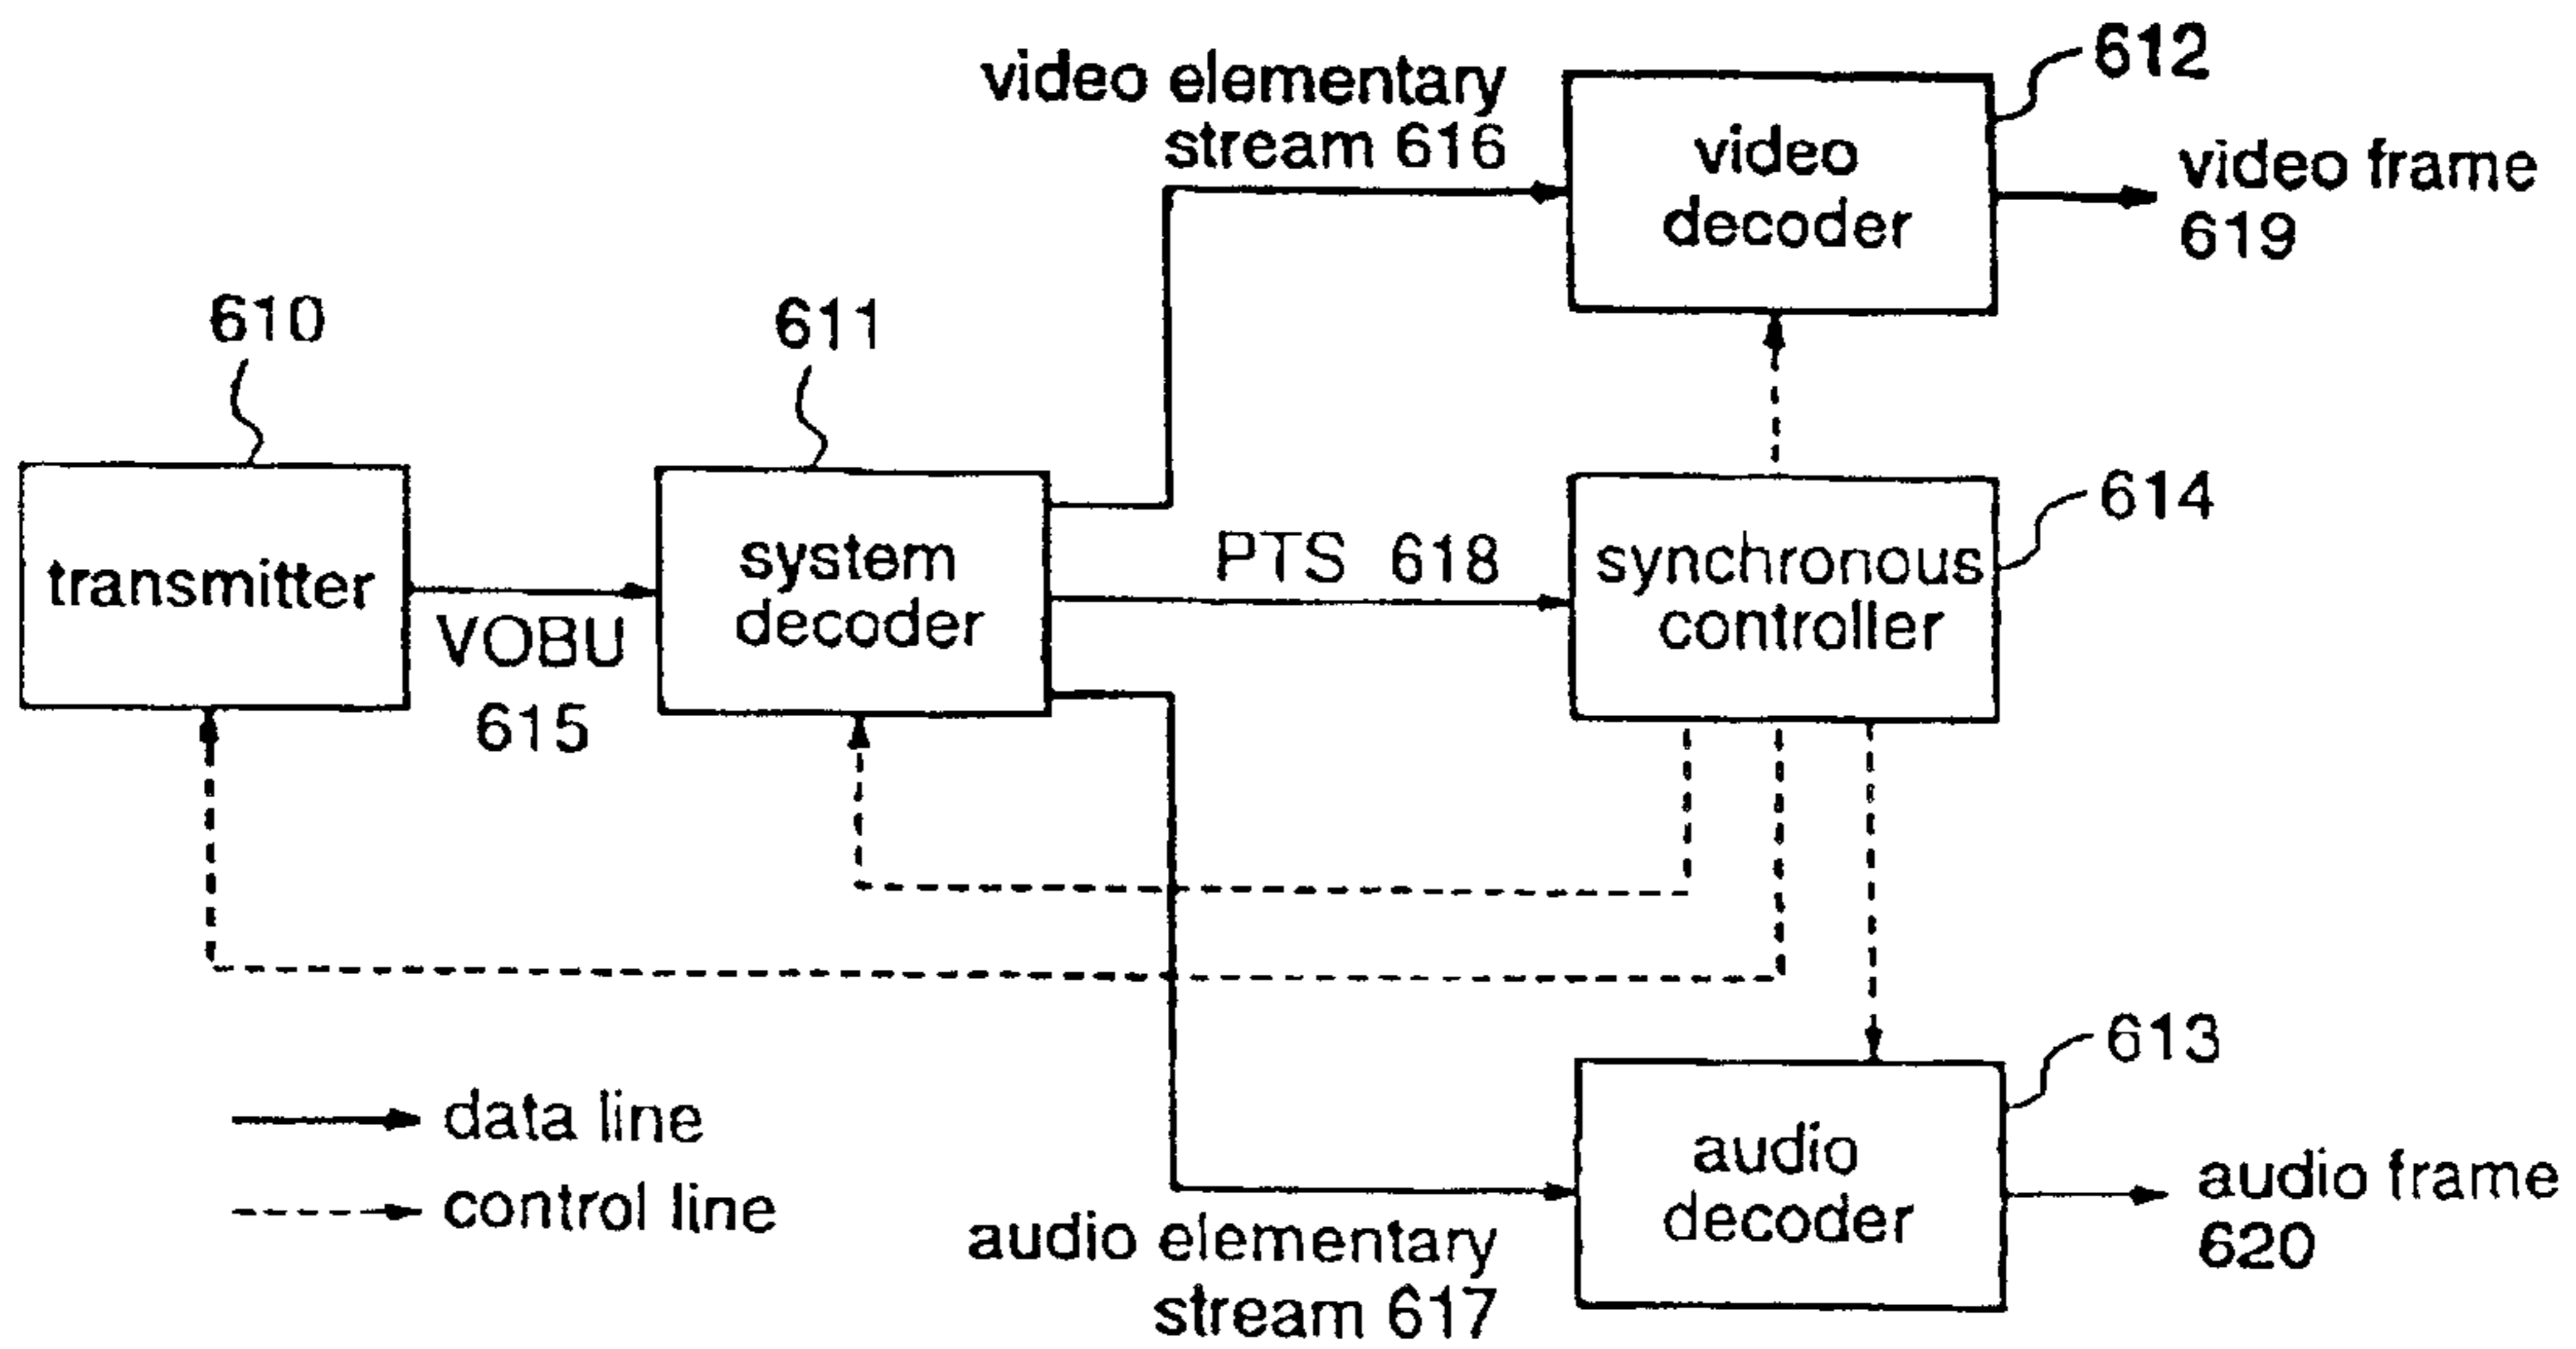 612
video elementary
stream 616
video
decoder
video frame
619
610
611
614
transmitter
VOBU
615
system
decoder
PTS 618
synchronous
controller
613
data line
control line
audio
decoder
audio elementary
stream 617
audio frame
620